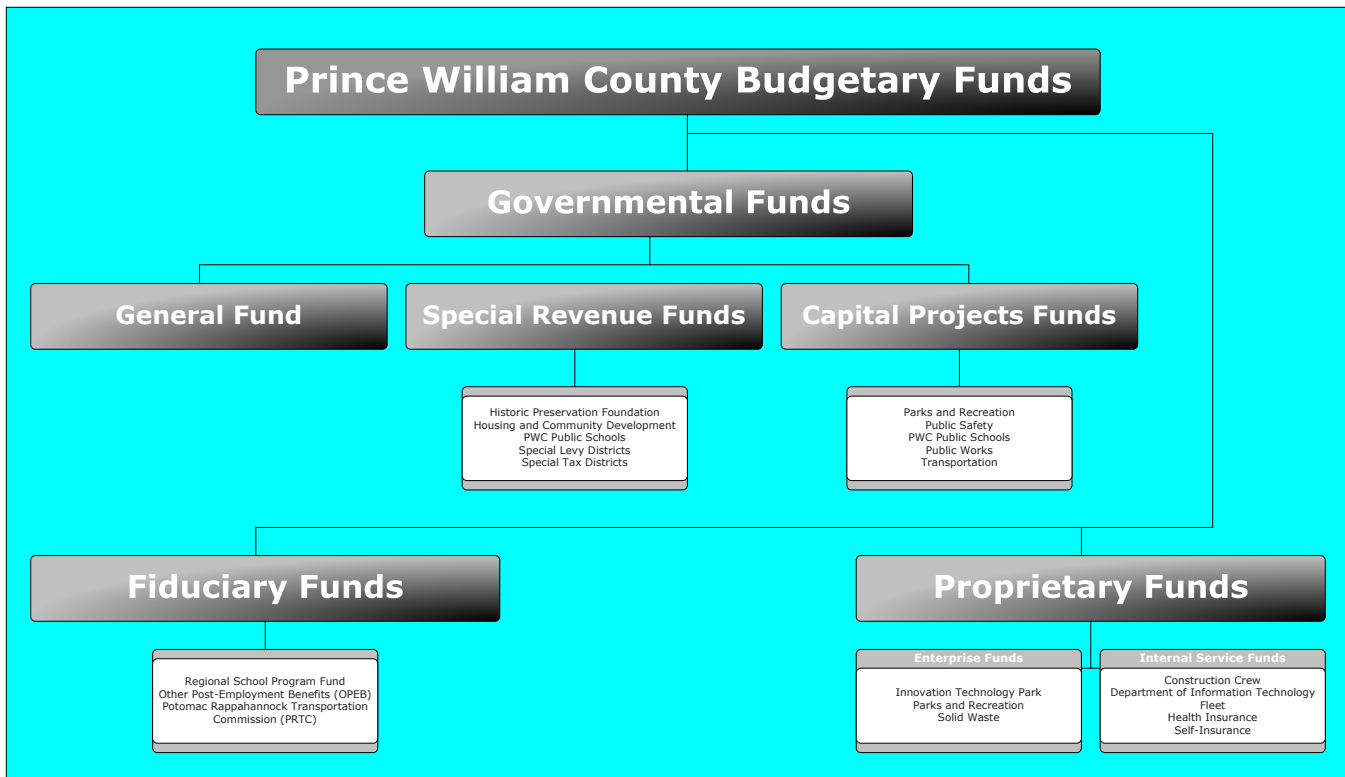 Prince William County Budgetary Funds
Governmental Funds
General Fund
Special Revenue Funds
Capital Projects Funds
Historic Preservation Foundation
Housing and Community Development
PWC Public Schools
Special Levy Districts
Special Tax Districts
Parks and Recreation
Public Safety
PWC Public Schools
Public Works
Transportation
Fiduciary Funds
Proprietary Funds
Regional School Program Fund
Other Post-Employment Benefits (OPEB)
Potomac Rappahannock Transportation
Commission (PRTC)
Enterprise Funds
Innovation Technology Park
Parks and Recreation
Solid Waste
Internal Service Funds
Construction Crew
Department of Information Technology
Fleet
Health Insurance
Self-Insurance